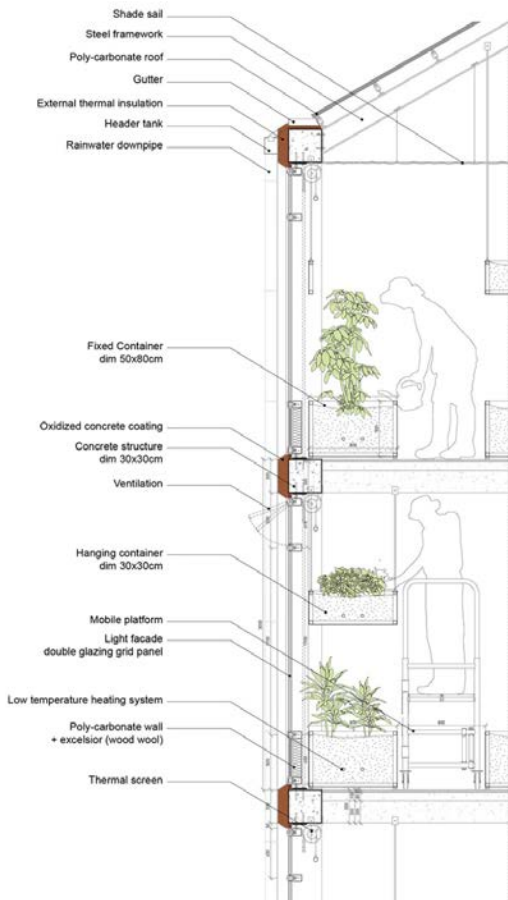 Shade sail
Steel framework
Poly-carbonate roof
Gutter
External thermal insulation
Header tank
Rainwater downpipe
Fixed Container
dim 50x80cm
Oxidized concrete coating
Concrete structure
dim 30x30cm
Ventilation
Hanging container
dim 30x30cm
Mobile platform
Light facade
double glazing grid panel
Low temperature heating system
Poly-carbonate wall
+ excelsior (wood wool)
Thermal screen